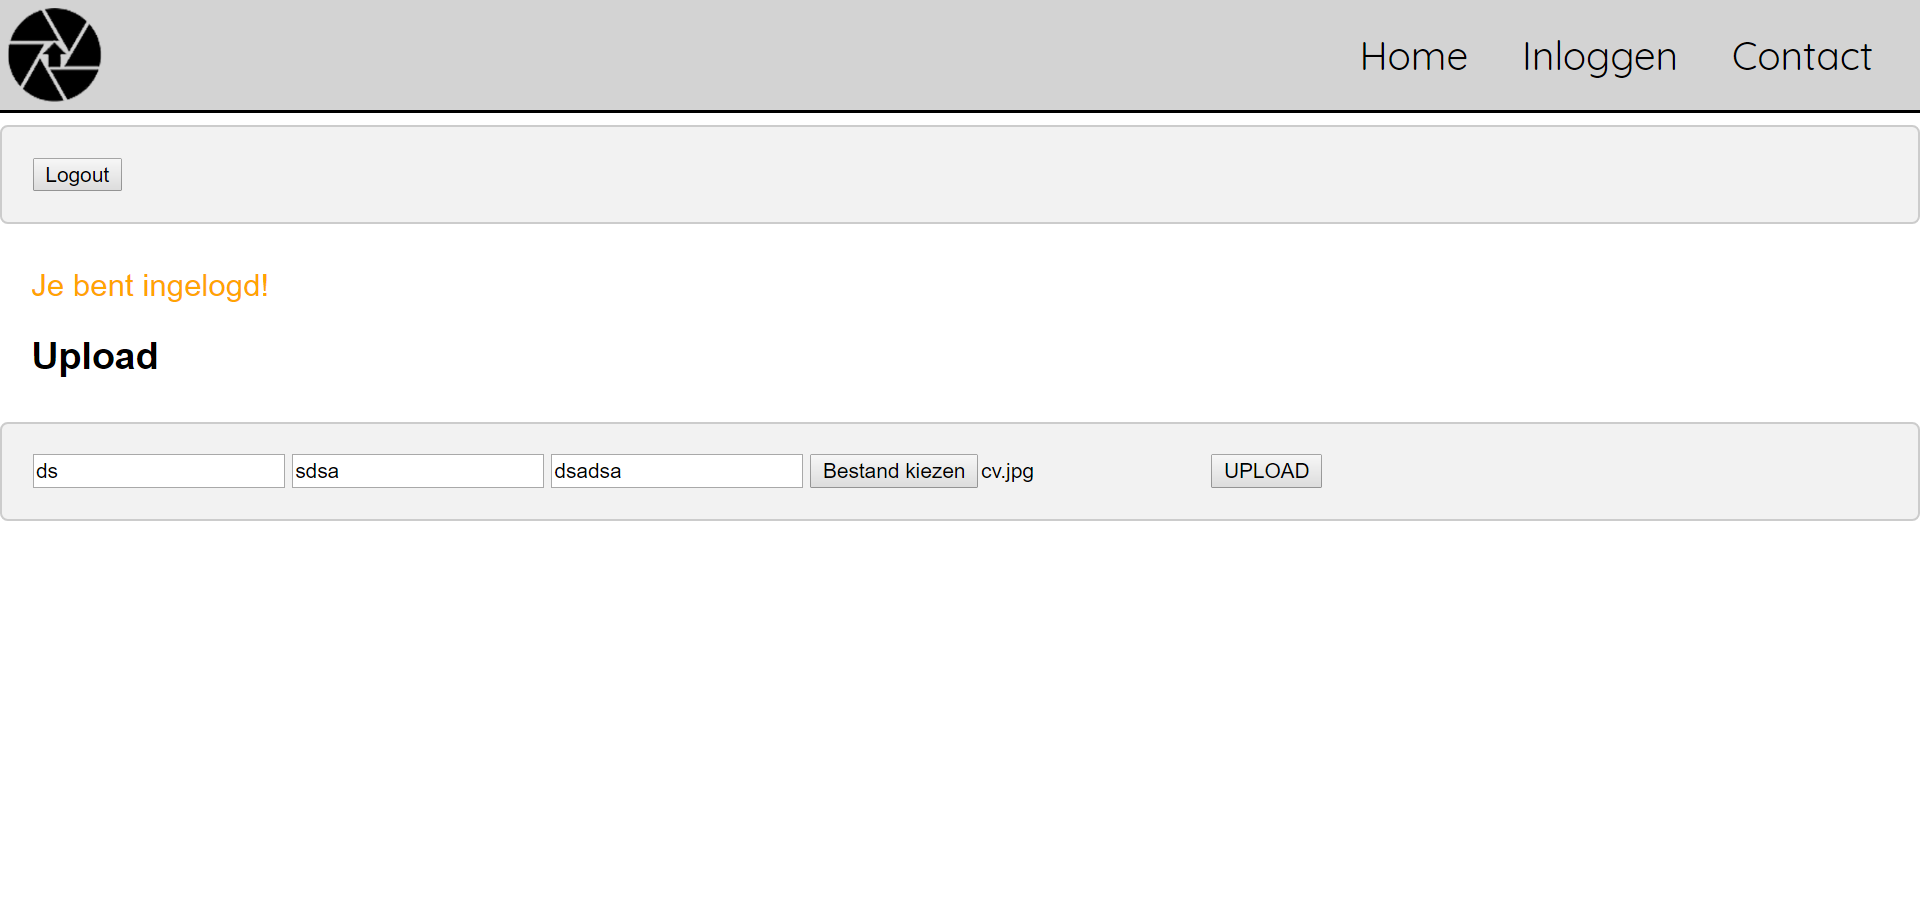 Home Inloggen Contact
Logout
Je bent ingelogd!
Upload
ds sdsa dsadsa Bestand kiezen cv.jpg UPLOAD